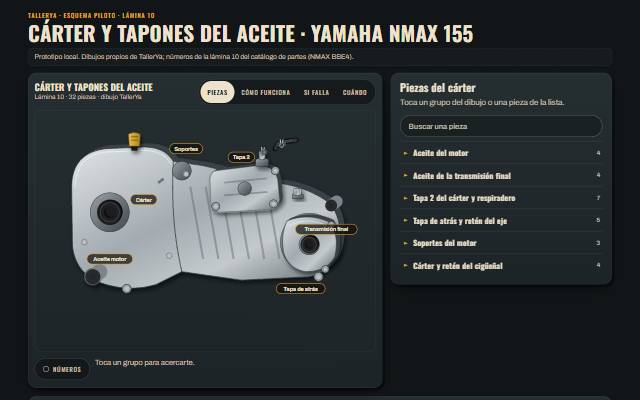 TALLERYA · ESQUEMA PILOTO · LÁMINA 10
CÁRTER Y TAPONES DEL ACEITE · YAMAHA NMAX 155
Prototipo local. Dibujos propios de TallerYa; números de la lámina 10 del catálogo de partes (NMAX BBE4).
CÁRTER Y TAPONES DEL ACEITE
Lámina 10 · 32 piezas · dibujo TallerYa
PIEZAS
CÓMO FUNCIONA
SI FALLA
CUÁNDO
Soportes
Tapa 2
Cárter
Transmisión final
Aceite motor
Tapa de atrás
NÚMEROS
Toca un grupo para acercarte.
Piezas del cárter
Toca un grupo del dibujo o una pieza de la lista.
Buscar una pieza
Aceite del motor 4
Aceite de la transmisión final 4
Tapa 2 del cárter y respiradero 7
Tapa de atrás y retén del eje 5
Soportes del motor 3
Cárter y retén del cigüeñal 4